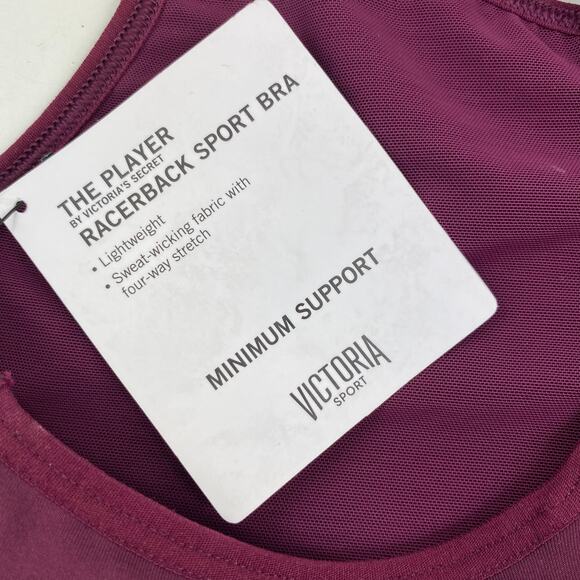 THE PLAYER
BY VICTORIA'S SECRET
RACERBACK SPORT BRA
• Lightweight
• Sweat-wicking fabric with
four-way stretch
MINIMUM SUPPORT
VICTORIA
SPORT